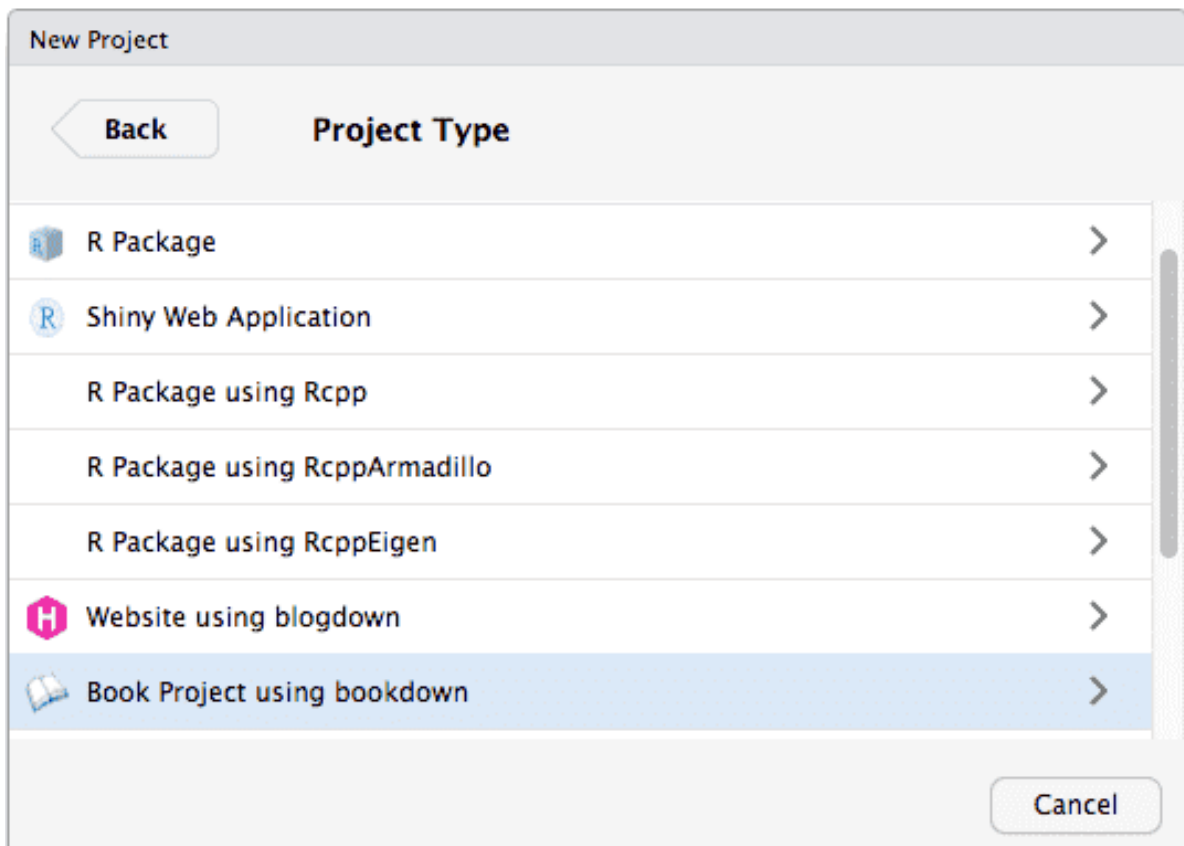 New Project
Back
Project Type
R Package
R Shiny Web Application
R Package using Rcpp
R Package using RcppArmadillo
R Package using RcppEigen
H Website using blogdown
Book Project using bookdown
Cancel